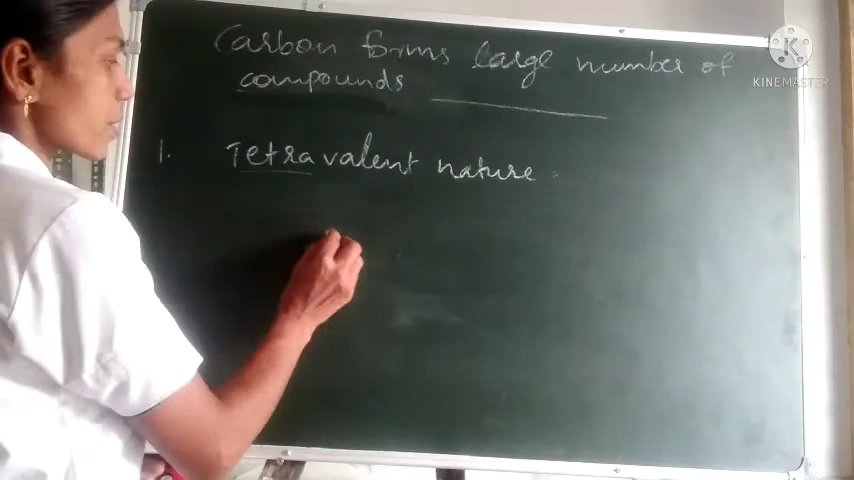 Carbon forms large number of
compounds
1. Tetravalent nature
K
KINEMASTER